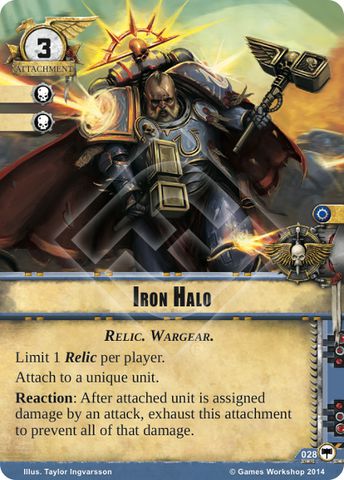 3
ATTACHMENT
IRON HALO
RELIC. WARGEAR.
Limit 1 Relic per player.
Attach to a unique unit.
Reaction: After attached unit is assigned
damage by an attack, exhaust this attachment
to prevent all of that damage.
028
Illus. Taylor Ingvarsson
© Games Workshop 2014